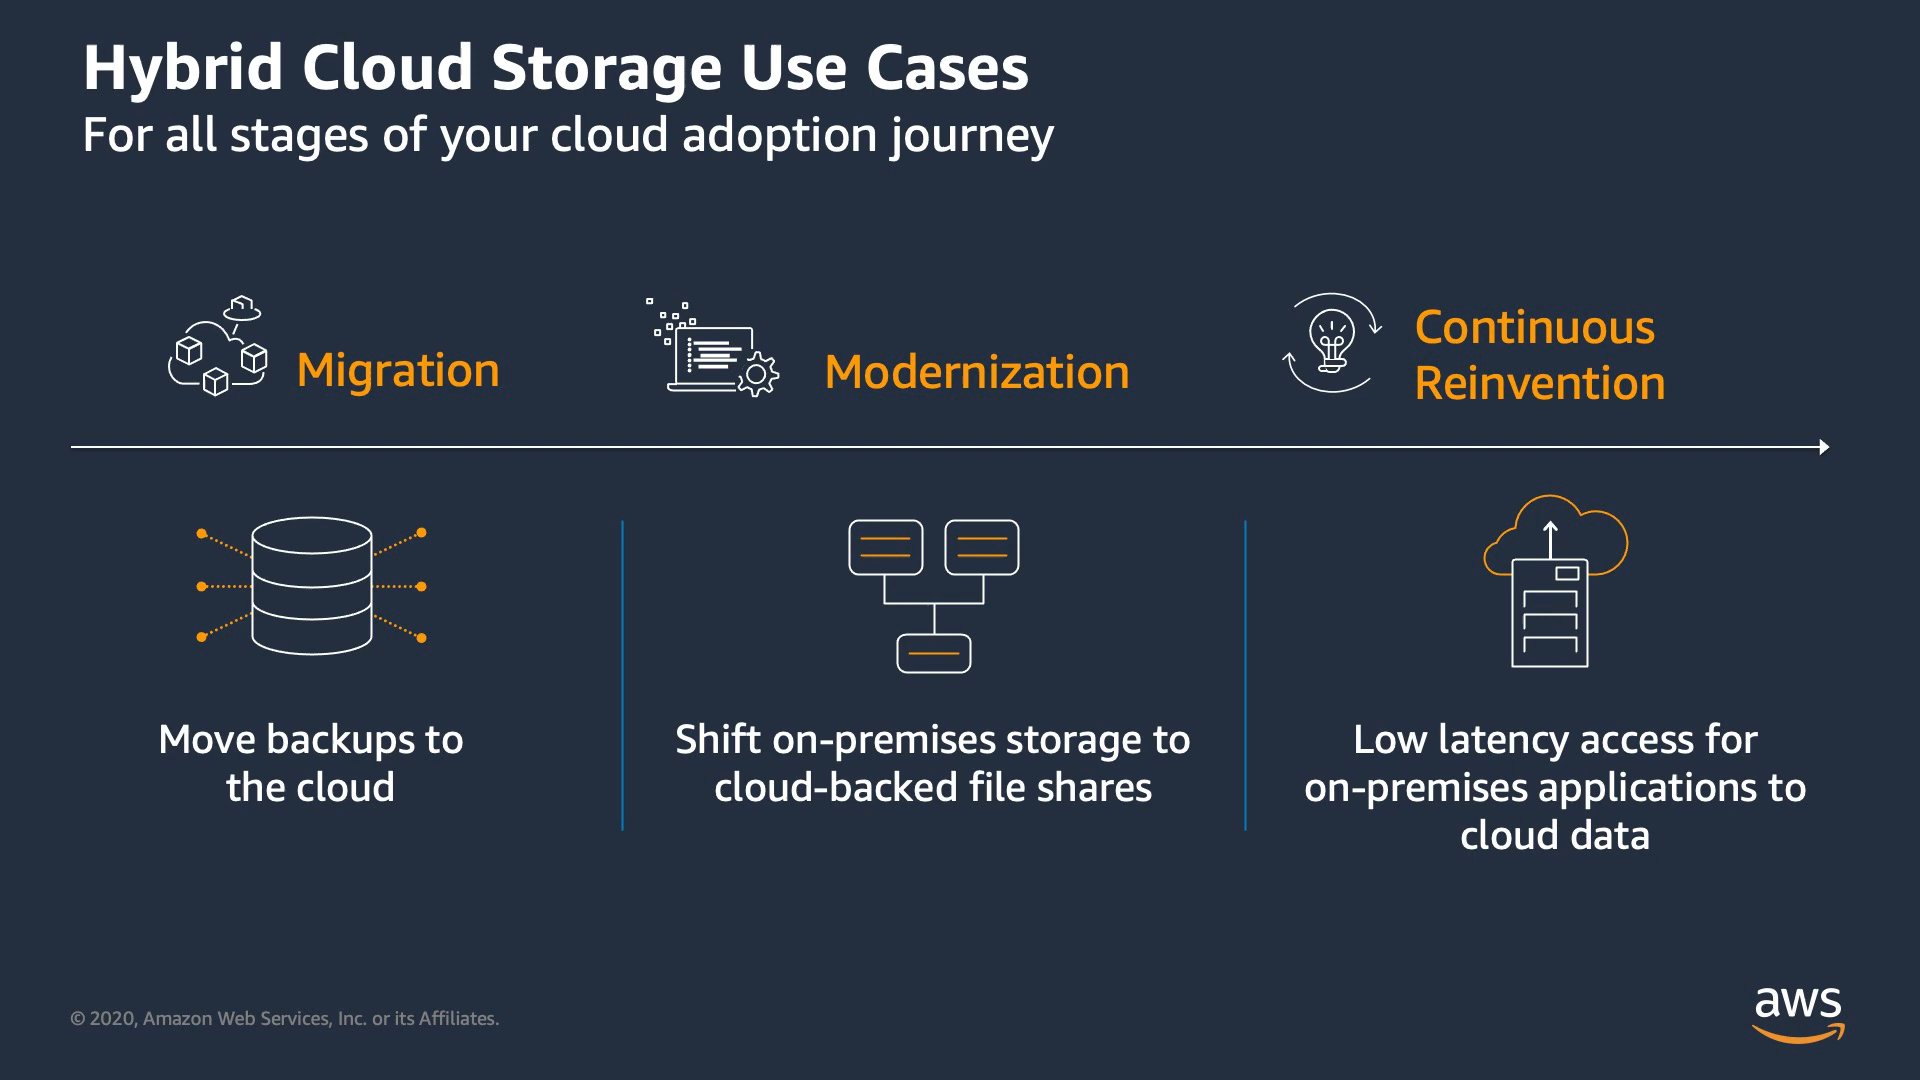 Hybrid Cloud Storage Use Cases
For all stages of your cloud adoption journey
Migration
Modernization
Continuous
Reinvention
Move backups to
the cloud
Shift on-premises storage to
cloud-backed file shares
Low latency access for
on-premises applications to
cloud data
© 2020, Amazon Web Services, Inc. or its Affiliates.
aws